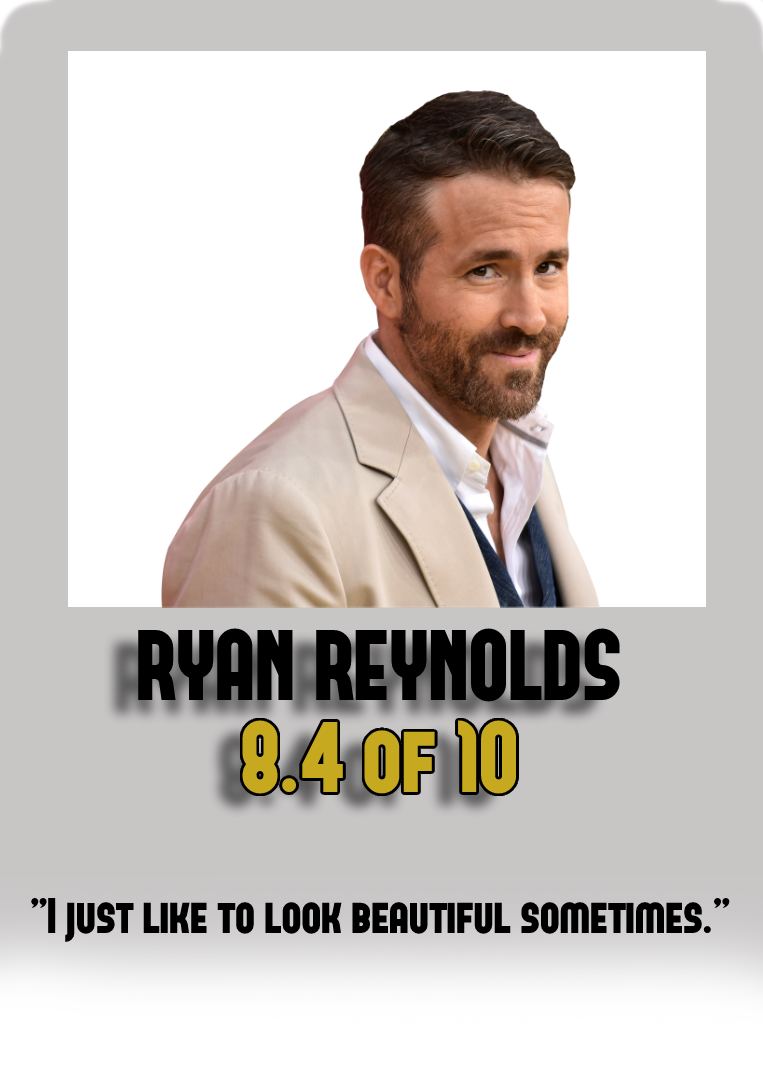 RYAN REYNOLDS
8.4 OF 10
”I JUST LIKE TO LOOK BEAUTIFUL SOMETIMES.”